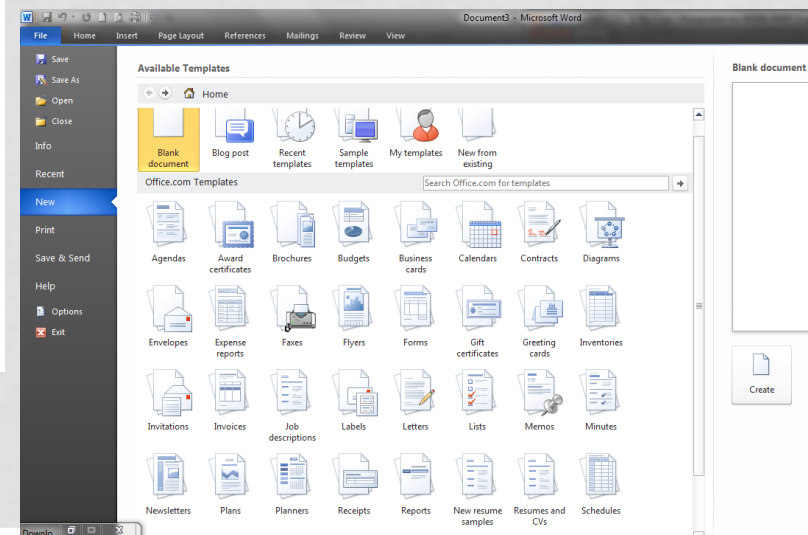 Document3 - Microsoft Word
File Home Insert Page Layout References Mailings Review View
Save
Save As
Open
Close
Info
Recent
New
Print
Save & Send
Help
Options
Exit
Available Templates
Home
Blank document
Blog post
Recent templates
Sample templates
My templates
New from existing
Office.com Templates
Search Office.com for templates
Agendas
Award certificates
Brochures
Budgets
Business cards
Calendars
Contracts
Diagrams
Envelopes
Expense reports
Faxes
Flyers
Forms
Gift certificates
Greeting cards
Inventories
Invitations
Invoices
Job descriptions
Labels
Letters
Lists
Memos
Minutes
Newsletters
Plans
Planners
Receipts
Reports
New resume samples
Resumes and CVs
Schedules
Blank document
Create